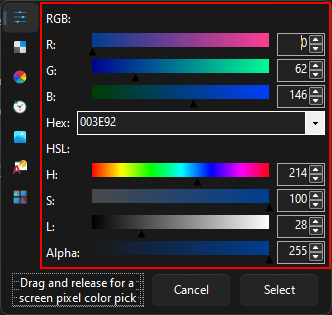 RGB:
R: 0
G: 62
B: 146
Hex: 003E92
HSL:
H: 214
S: 100
L: 28
Alpha: 255
Drag and release for a
screen pixel color pick
Cancel
Select